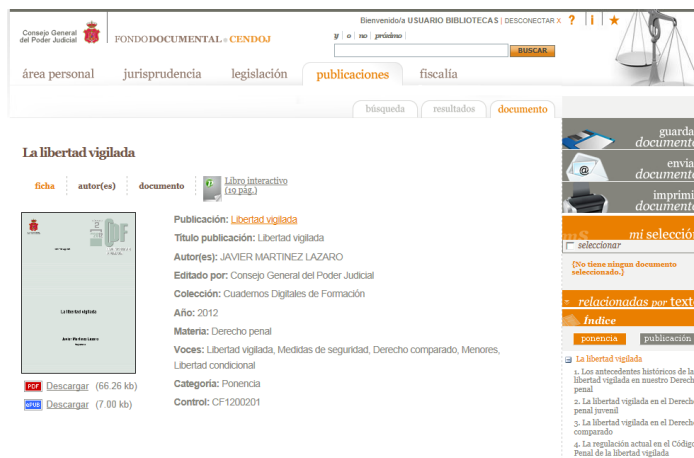 Consejo General
del Poder Judicial
FONDO DOCUMENTAL CENDOJ
Bienvenido/a USUARIO BIBLIOTECAS | DESCONECTAR X ? | i | ★
y | o | no | próximo |
BUSCAR
área personal jurisprudencia legislación publicaciones fiscalía
búsqueda resultados documento
La libertad vigilada
ficha autor(es) documento Libro interactivo
(19 pág.)
Publicación: Libertad vigilada
Título publicación: Libertad vigilada
Autor(es): JAVIER MARTINEZ LAZARO
Editado por: Consejo General del Poder Judicial
Colección: Cuadernos Digitales de Formación
Año: 2012
Materia: Derecho penal
Voces: Libertad vigilada, Medidas de seguridad, Derecho comparado, Menores,
Libertad condicional
Categoría: Ponencia
Control: CF1200201
La libertad vigilada
PDF Descargar (66.26 kb)
ePUB Descargar (7.00 kb)
guarda
documento
@
envia
documento
imprimi
documento
ms mi selección
seleccionar
{No tiene ningun documento
seleccionado.}
relacionadas por text
Índice
ponencia publicación
La libertad vigilada
1. Los antecedentes históricos de la
libertad vigilada en nuestro Derech
penal
2. La libertad vigilada en el Derech
penal juvenil
3. La libertad vigilada en el Derech
comparado
4. La regulación actual en el Código
Penal de la libertad vigilada